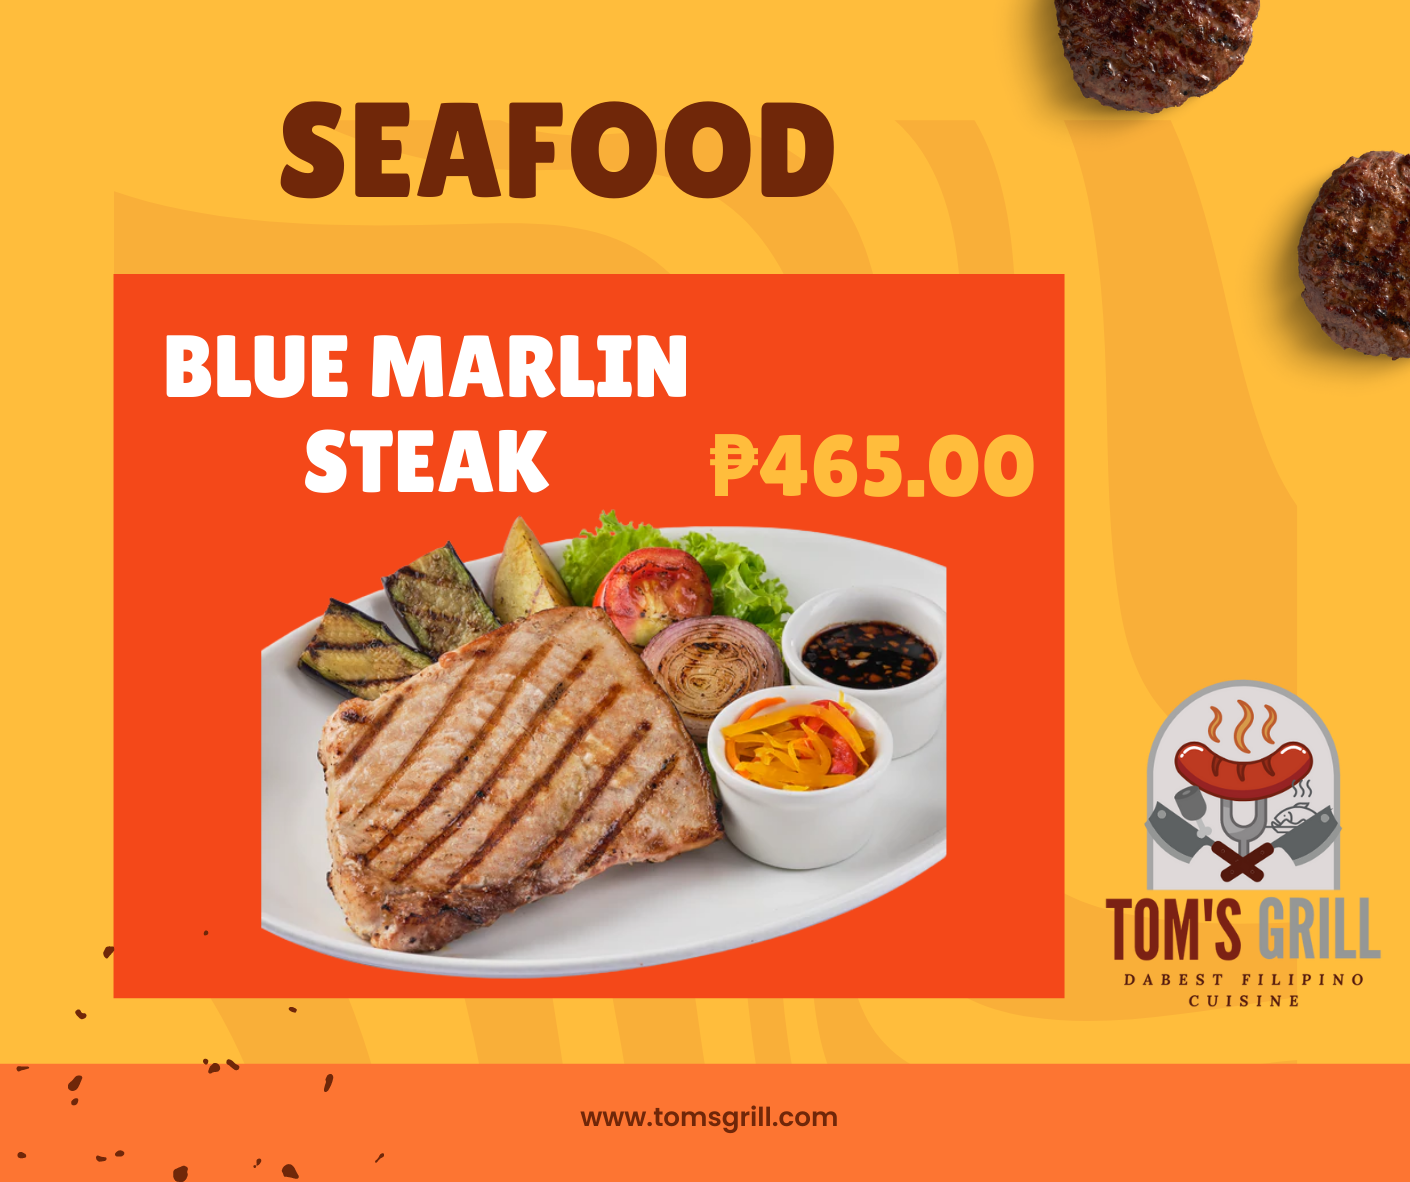 SEAFOOD
BLUE MARLIN
STEAK
₱465.00
TOM'S GRILL
DABEST FILIPINO
CUISINE
www.tomsgrill.com